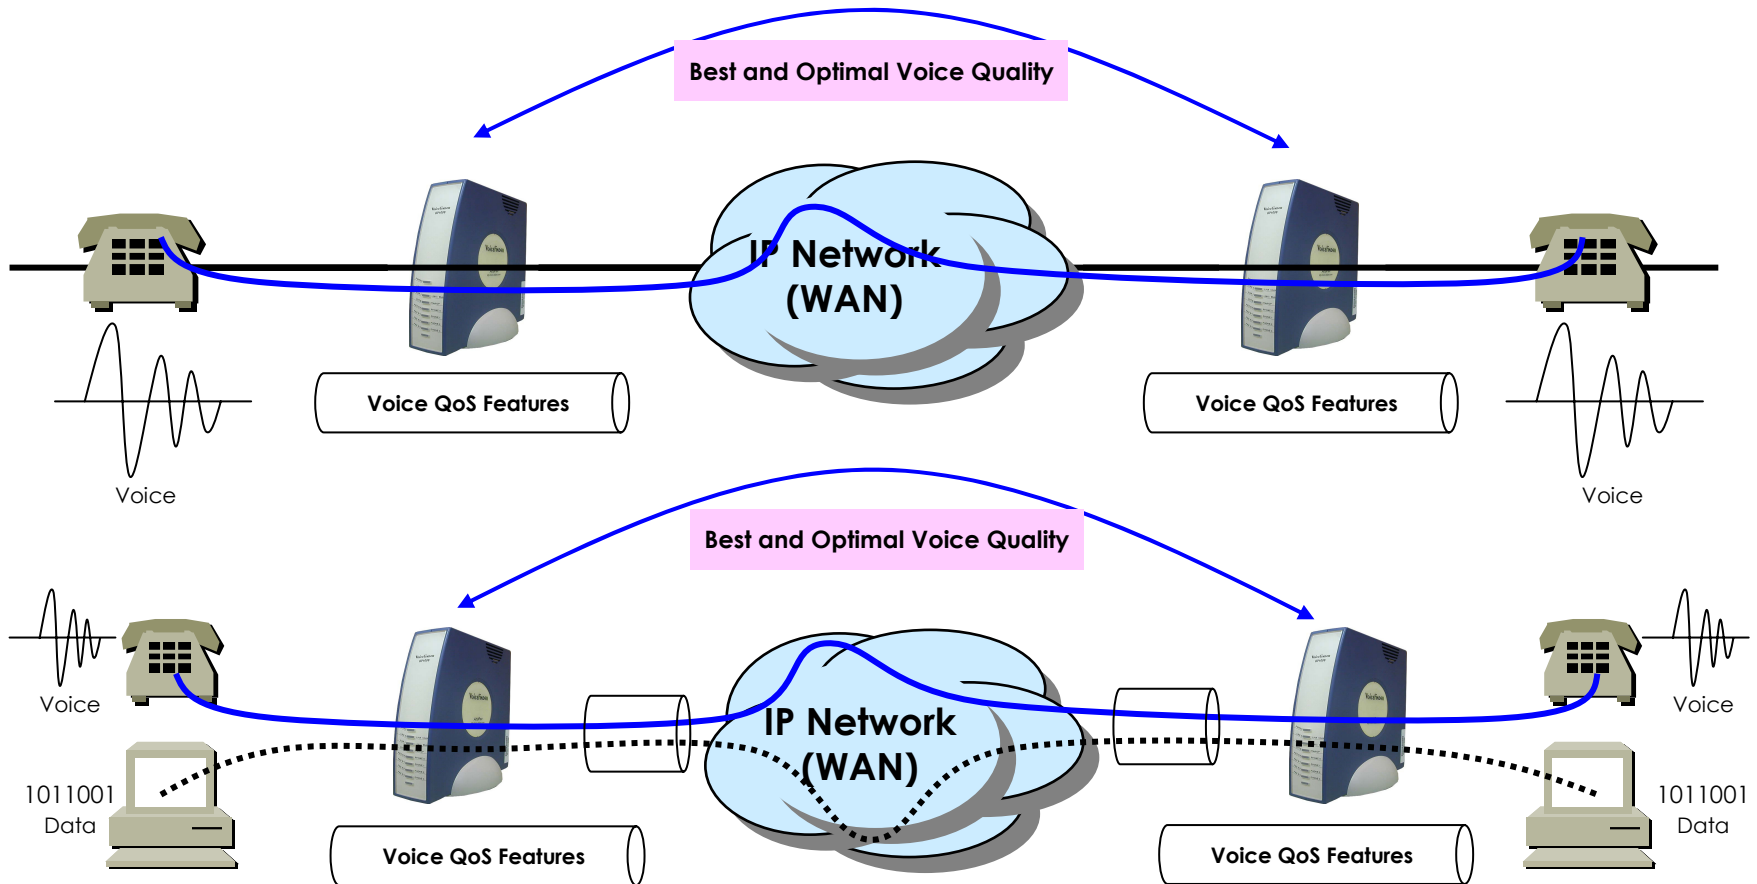 Best and Optimal Voice Quality
IP Network
(WAN)
Voice QoS Features
Voice QoS Features
Voice
Voice
Best and Optimal Voice Quality
Voice
Voice
IP Network
(WAN)
1011001
Data
1011001
Data
Voice QoS Features
Voice QoS Features